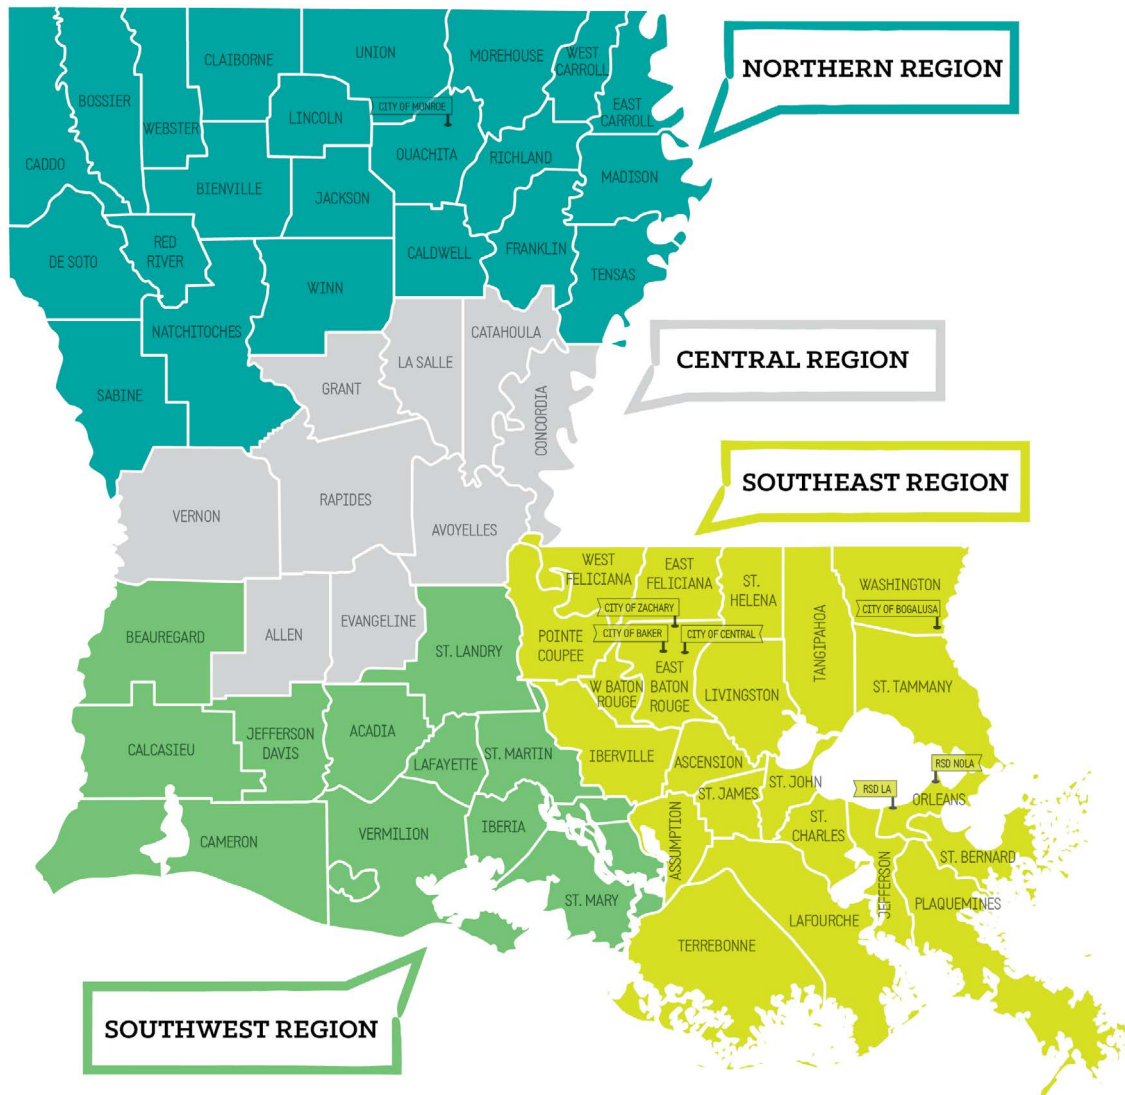 NORTHERN REGION
CLAIBORNE
UNION
MOREHOUSE
WEST
CARROLL
BOSSIER
CITY OF MONROE
EAST
CARROLL
WEBSTER
LINCOLN
CADDO
OUACHITA
RICHLAND
MADISON
BIENVILLE
JACKSON
DE SOTO
RED
RIVER
CALDWELL
FRANKLIN
TENSAS
WINN
NATCHITOCHES
SABINE
CENTRAL REGION
CATAHOULA
LA SALLE
GRANT
CONCORDIA
RAPIDES
VERNON
AVOYELLES
ALLEN
EVANGELINE
SOUTHEAST REGION
WEST
FELICIANA
EAST
FELICIANA
ST.
HELENA
TANGIPAHOA
WASHINGTON
CITY OF ZACHARY
CITY OF BOGALUSA
CITY OF BAKER
CITY OF CENTRAL
POINTE
COUPEE
W BATON
ROUGE
EAST
BATON
ROUGE
LIVINGSTON
ST. TAMMANY
IBERVILLE
ASCENSION
ST. JOHN
RSD NOLA
ST. JAMES
RSD LA
ORLEANS
ST.
CHARLES
ASSUMPTION
JEFFERSON
ST. BERNARD
PLAQUEMINES
LAFOURCHE
TERREBONNE
BEAUREGARD
ST. LANDRY
CALCASIEU
JEFFERSON
DAVIS
ACADIA
LAFAYETTE
ST. MARTIN
CAMERON
VERMILION
IBERIA
ST. MARY
SOUTHWEST REGION